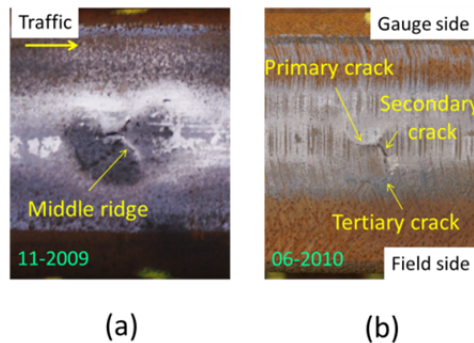 Traffic
Middle ridge
11-2009
(a)
Gauge side
Primary crack
Secondary
crack
Tertiary crack
Field side
06-2010
(b)